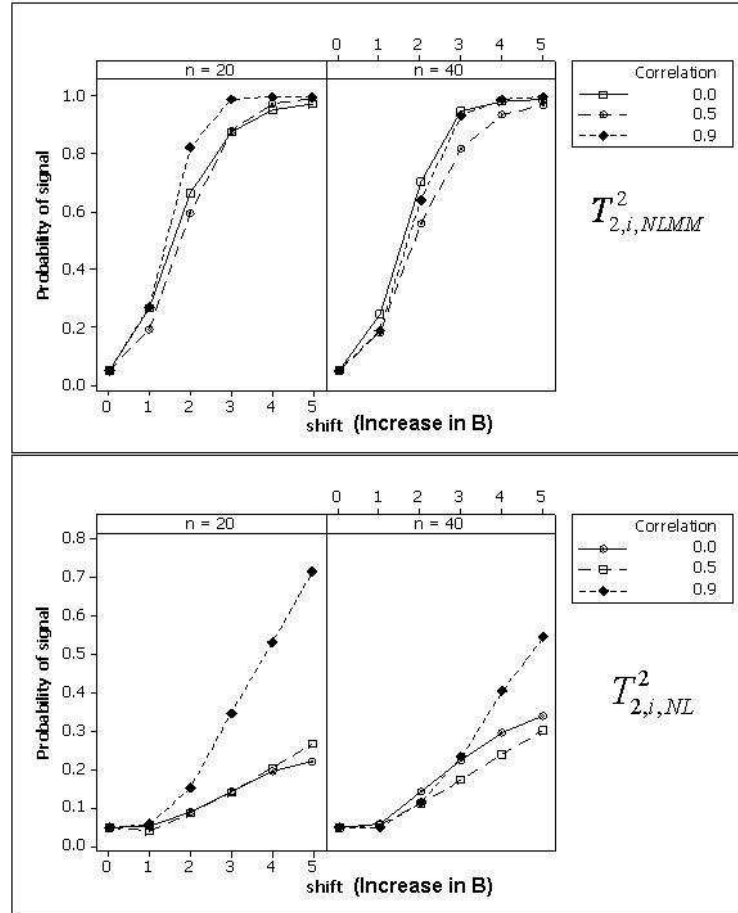 0 1 2 3 4 5
n = 20 n = 40
Correlation
0.0
0.5
0.9
1.0
0.8
0.6
0.4
0.2
0.0
Probability of signal
T²2,i,NLMM
0 1 2 3 4 5
shift (Increase in B)
0 1 2 3 4 5
n = 20 n = 40
Correlation
0.0
0.5
0.9
0.8
0.7
0.6
0.5
0.4
0.3
0.2
0.1
0.0
Probability of signal
T²2,i,NL
0 1 2 3 4 5
shift (Increase in B)